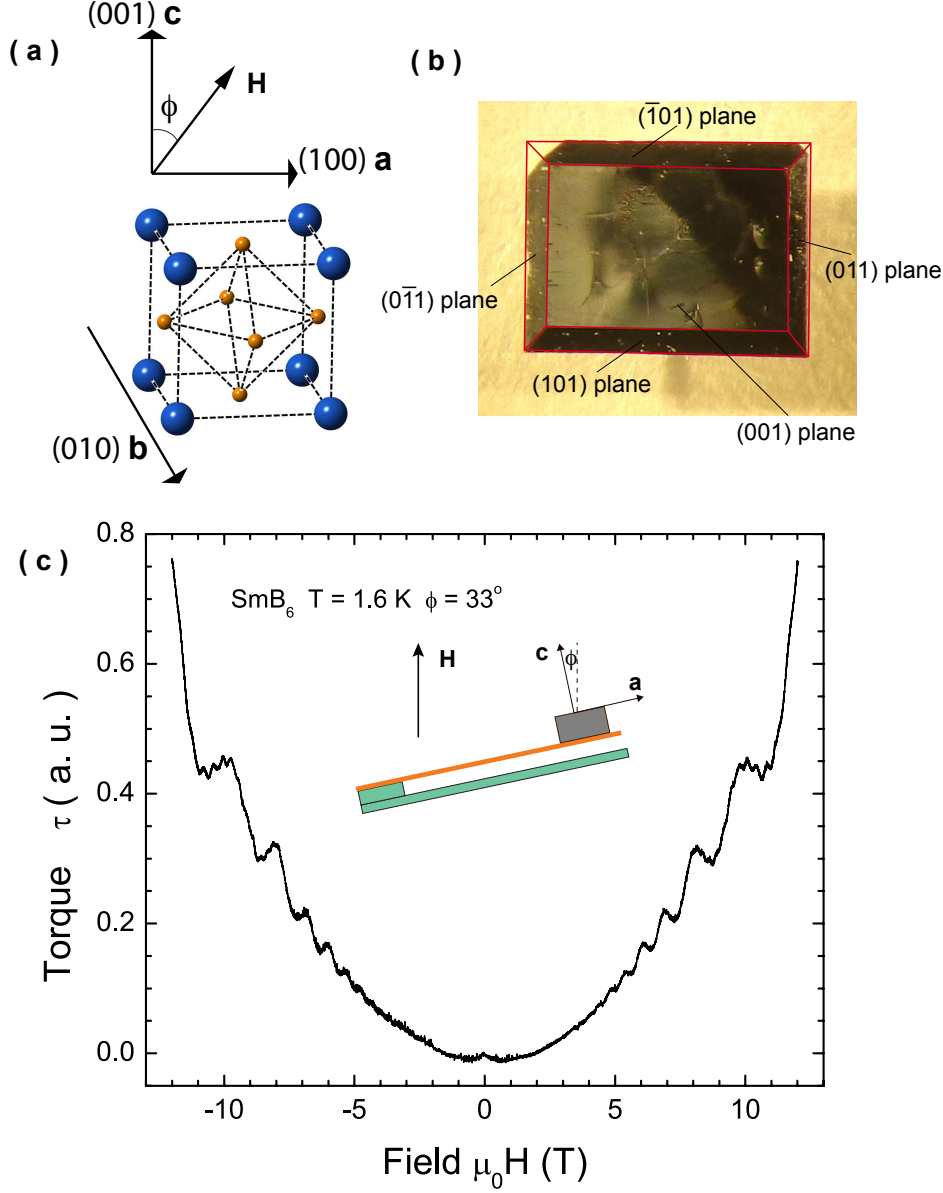 ( a )
(001) c
H
ϕ
(100) a
(010) b
( b )
(1̅01) plane
(011) plane
(01̅1̅) plane
(101) plane
(001) plane
( c )
SmB₆ T = 1.6 K ϕ = 33°
H
c
ϕ
a
0.8
0.6
0.4
0.2
0.0
-10
-5
0
5
10
Torque τ ( a. u. )
Field μ₀H (T)